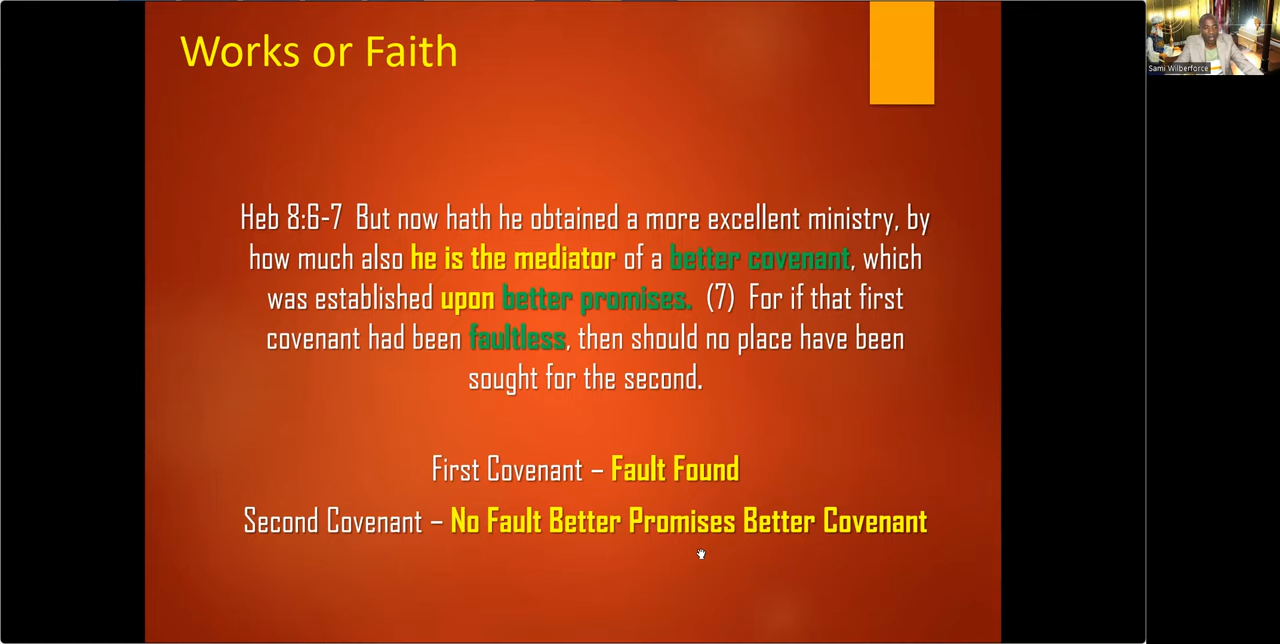 Works or Faith
Heb 8:6-7 But now hath he obtained a more excellent ministry, by
how much also he is the mediator of a better covenant, which
was established upon better promises. (7) For if that first
covenant had been faultless, then should no place have been
sought for the second.
First Covenant – Fault Found
Second Covenant – No Fault Better Promises Better Covenant
Sami Wilberforce